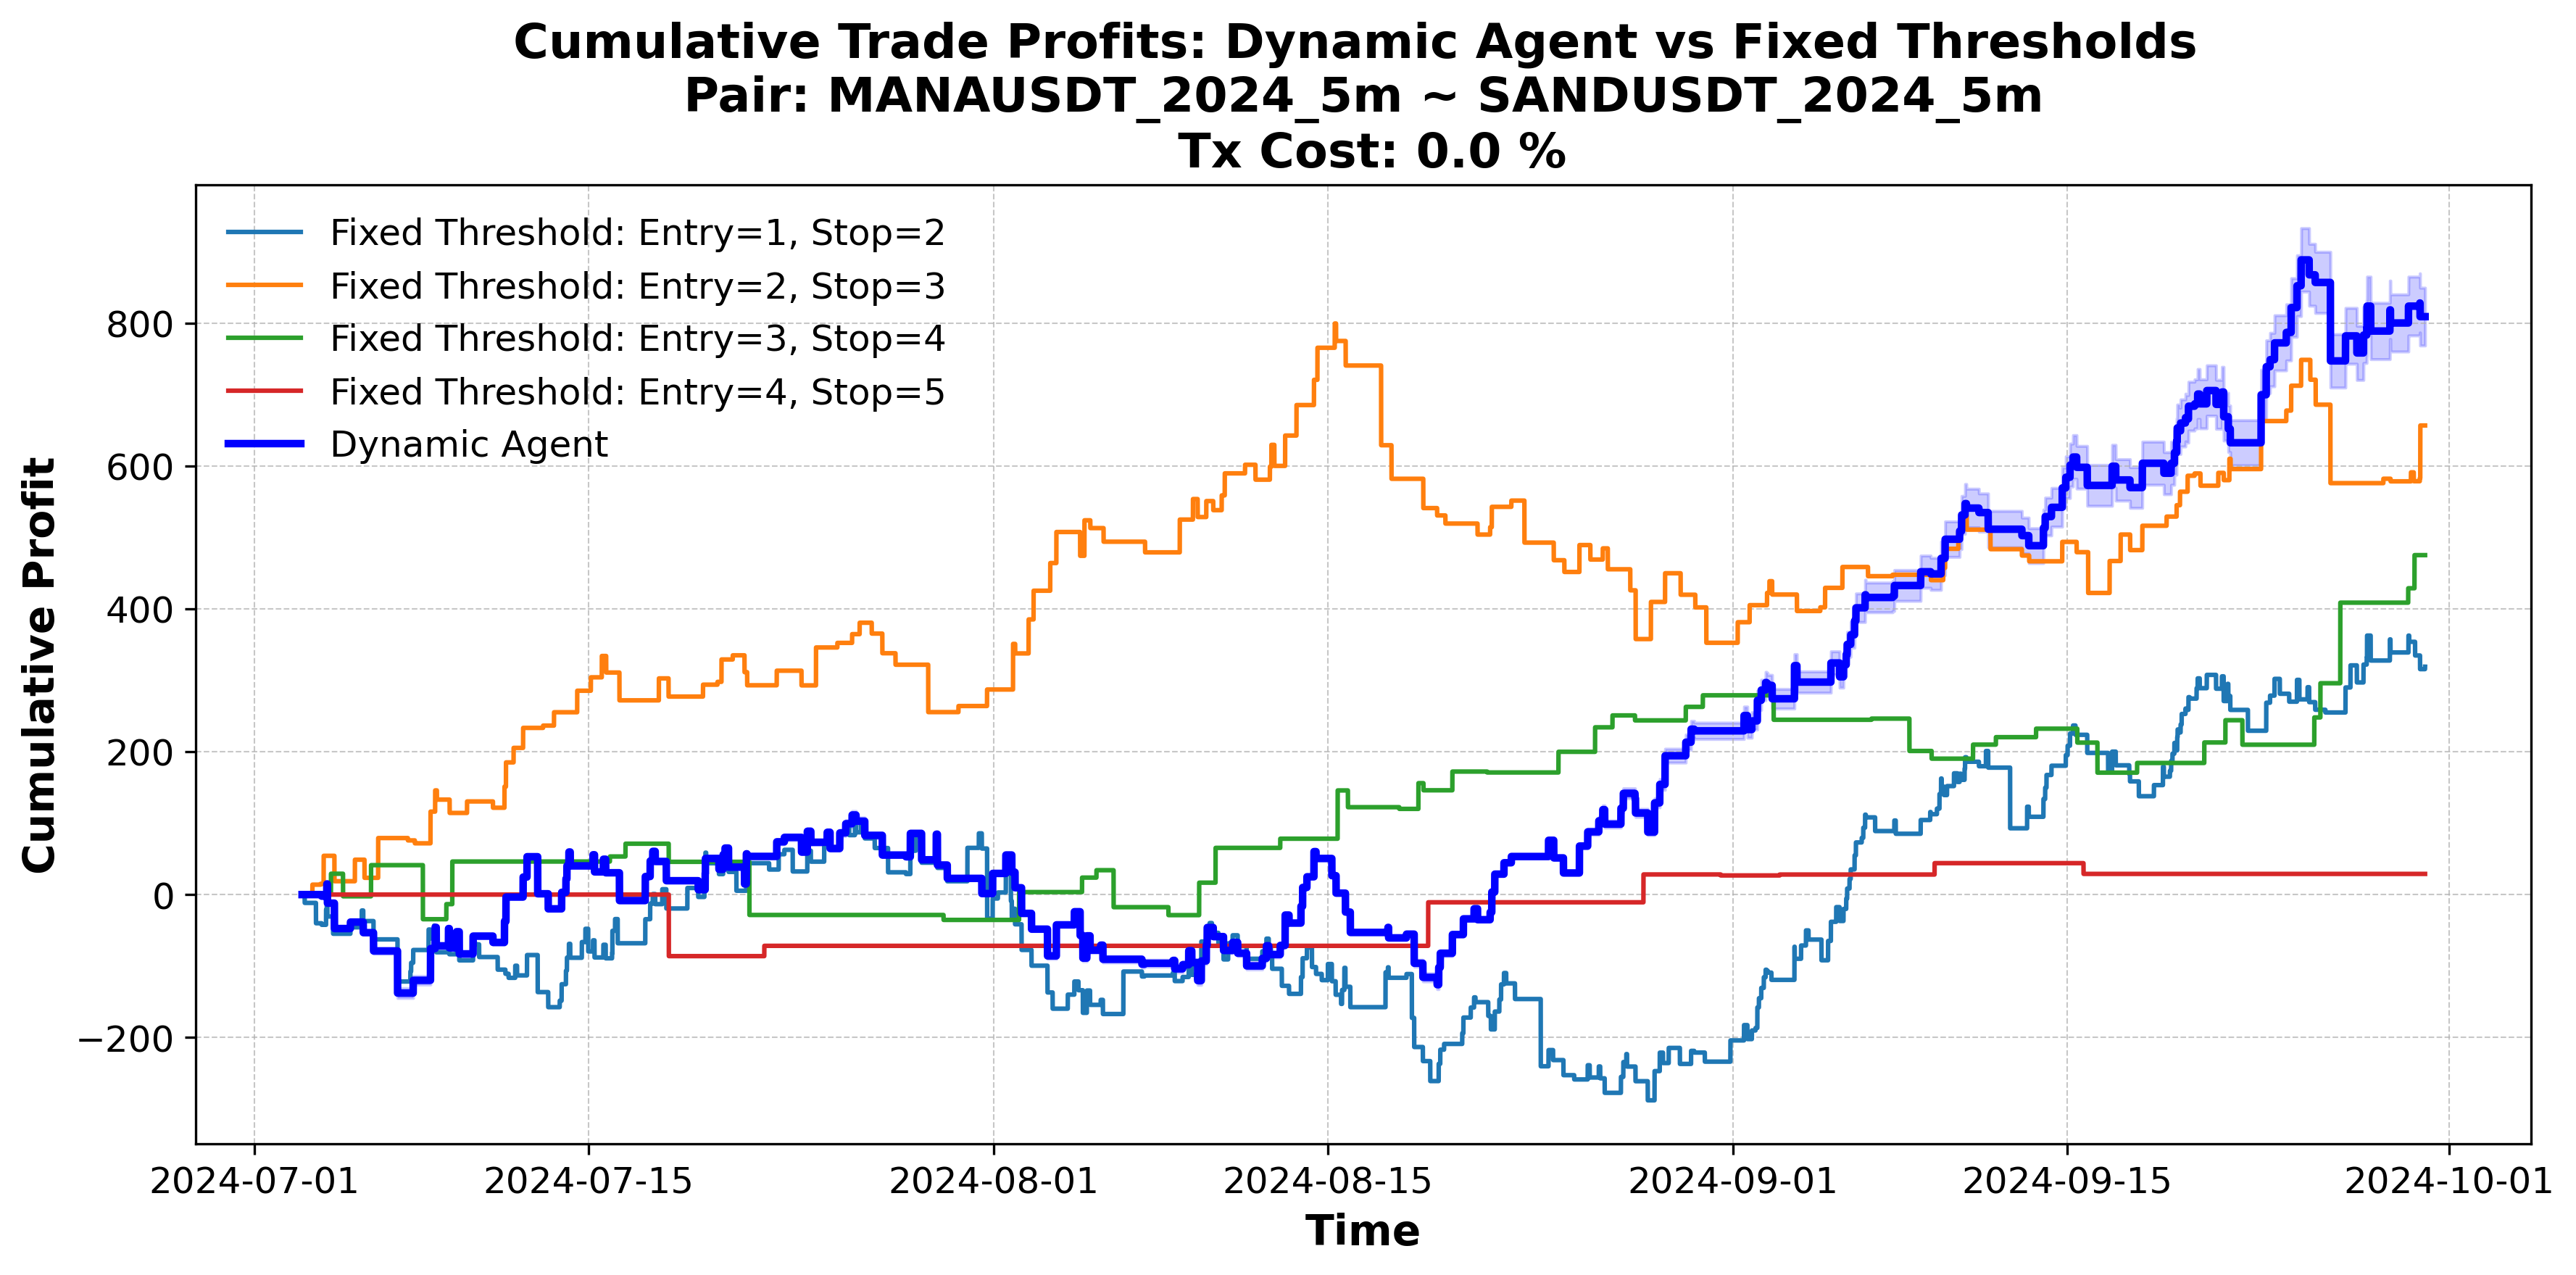 Cumulative Trade Profits: Dynamic Agent vs Fixed Thresholds
Pair: MANAUSDT_2024_5m ~ SANDUSDT_2024_5m
Tx Cost: 0.0 %
Fixed Threshold: Entry=1, Stop=2
Fixed Threshold: Entry=2, Stop=3
Fixed Threshold: Entry=3, Stop=4
Fixed Threshold: Entry=4, Stop=5
Dynamic Agent
Cumulative Profit
800
600
400
200
0
−200
2024-07-01
2024-07-15
2024-08-01
2024-08-15
2024-09-01
2024-09-15
2024-10-01
Time